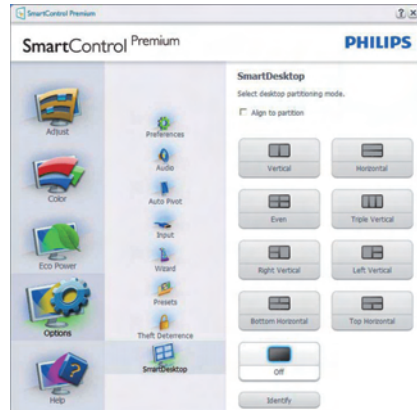 SmartControl Premium
SmartControl Premium
PHILIPS
Adjust
Color
Eco Power
Options
Help
Preferences
Audio
Auto Pivot
Input
Wizard
Presets
Theft Deterrence
SmartDesktop
SmartDesktop
Select desktop partitioning mode.
Align to partition
Vertical
Horizontal
Even
Triple Vertical
Right Vertical
Left Vertical
Bottom Horizontal
Top Horizontal
Off
Identify